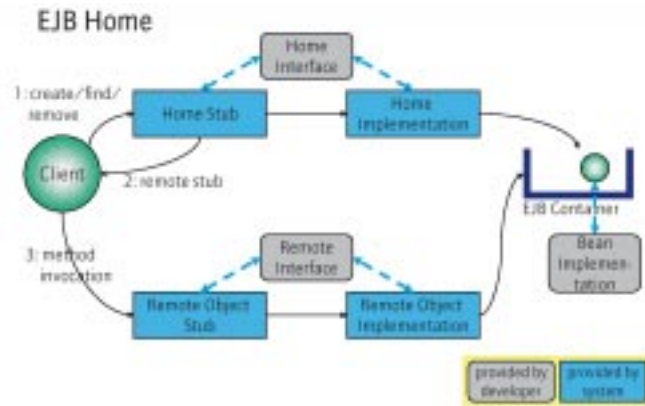 EJB Home
Home
Interface
1: create/find/
remove
Home Stub
Home
Implementation
Client
2: remote stub
EJB Container
3: method
invocation
Remote
Interface
Bean
Implemen-
tation
Remote Object
Stub
Remote Object
Implementation
provided by
developer
provided by
system